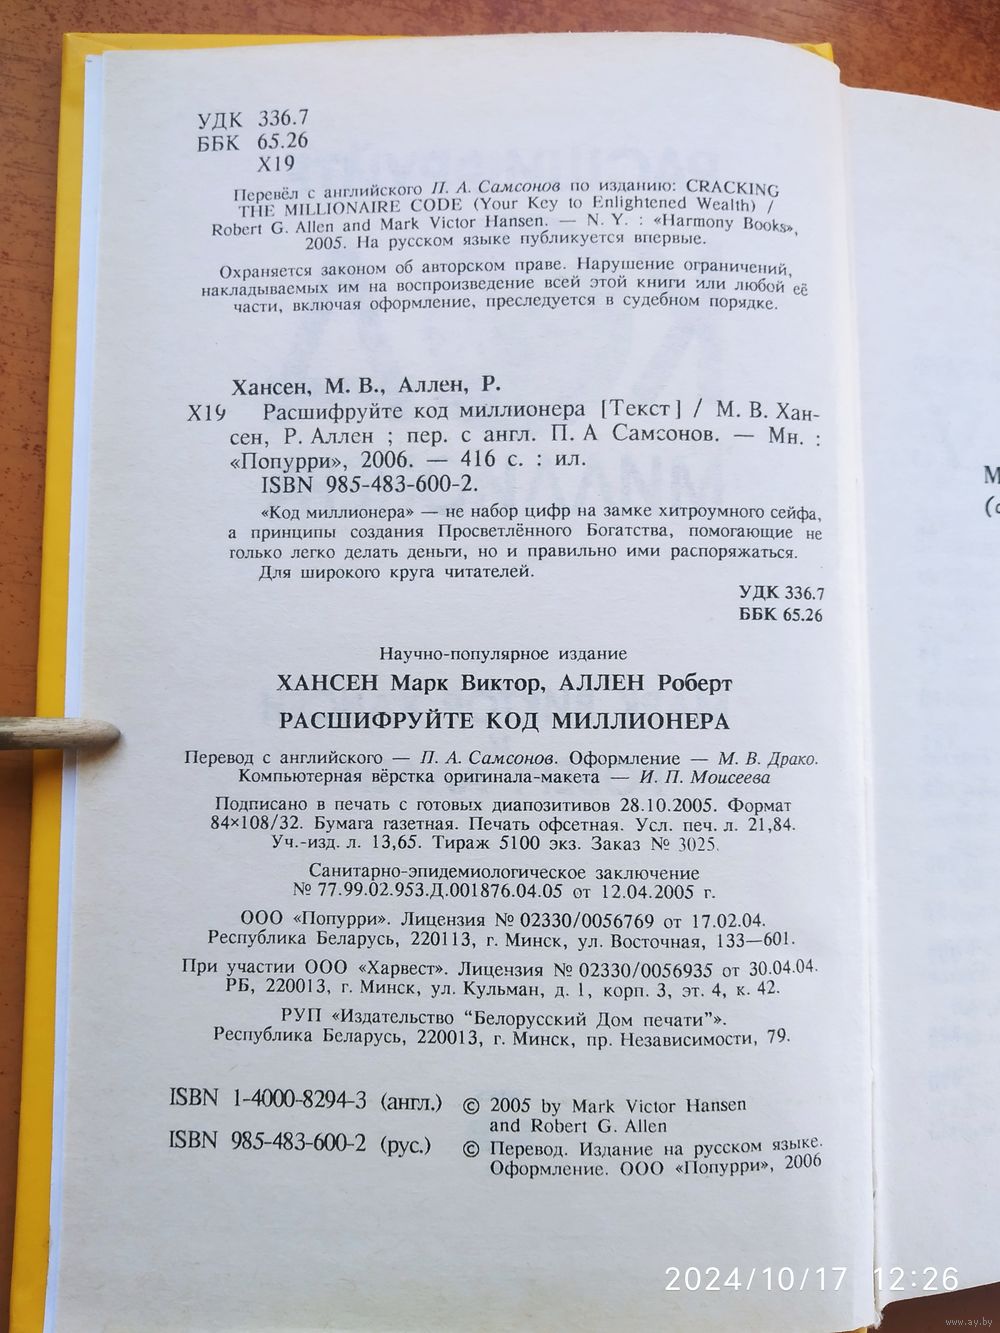 УДК 336.7
ББК 65.26
Х19
Перевёл с английского П. А. Самсонов по изданию: CRACKING
THE MILLIONAIRE CODE (Your Key to Enlightened Wealth) /
Robert G. Allen and Mark Victor Hansen. — N. Y. : «Harmony Books»,
2005. На русском языке публикуется впервые.
Охраняется законом об авторском праве. Нарушение ограничений,
накладываемых им на воспроизведение всей этой книги или любой её
части, включая оформление, преследуется в судебном порядке.
Хансен, М. В., Аллен, Р.
Х19 Расшифруйте код миллионера [Текст] / М. В. Хан-
сен, Р. Аллен ; пер. с англ. П. А Самсонов. — Мн. :
«Попурри», 2006. — 416 с. : ил.
ISBN 985-483-600-2.
«Код миллионера» — не набор цифр на замке хитроумного сейфа,
а принципы создания Просветлённого Богатства, помогающие не
только легко делать деньги, но и правильно ими распоряжаться.
Для широкого круга читателей.
УДК 336.7
ББК 65.26
Научно-популярное издание
ХАНСЕН Марк Виктор, АЛЛЕН Роберт
РАСШИФРУЙТЕ КОД МИЛЛИОНЕРА
Перевод с английского — П. А. Самсонов. Оформление — М. В. Драко.
Компьютерная вёрстка оригинала-макета — И. П. Моисеева
Подписано в печать с готовых диапозитивов 28.10.2005. Формат
84×108/32. Бумага газетная. Печать офсетная. Усл. печ. л. 21,84.
Уч.-изд. л. 13,65. Тираж 5100 экз. Заказ № 3025.
Санитарно-эпидемиологическое заключение
№ 77.99.02.953.Д.001876.04.05 от 12.04.2005 г.
ООО «Попурри». Лицензия № 02330/0056769 от 17.02.04.
Республика Беларусь, 220113, г. Минск, ул. Восточная, 133—601.
При участии ООО «Харвест». Лицензия № 02330/0056935 от 30.04.04.
РБ, 220013, г. Минск, ул. Кульман, д. 1, корп. 3, эт. 4, к. 42.
РУП «Издательство “Белорусский Дом печати”».
Республика Беларусь, 220013, г. Минск, пр. Независимости, 79.
ISBN 1-4000-8294-3 (англ.)
ISBN 985-483-600-2 (рус.)
© 2005 by Mark Victor Hansen
and Robert G. Allen
© Перевод. Издание на русском языке.
Оформление. ООО «Попурри», 2006
2024/10/17 12:26
www.ay.by